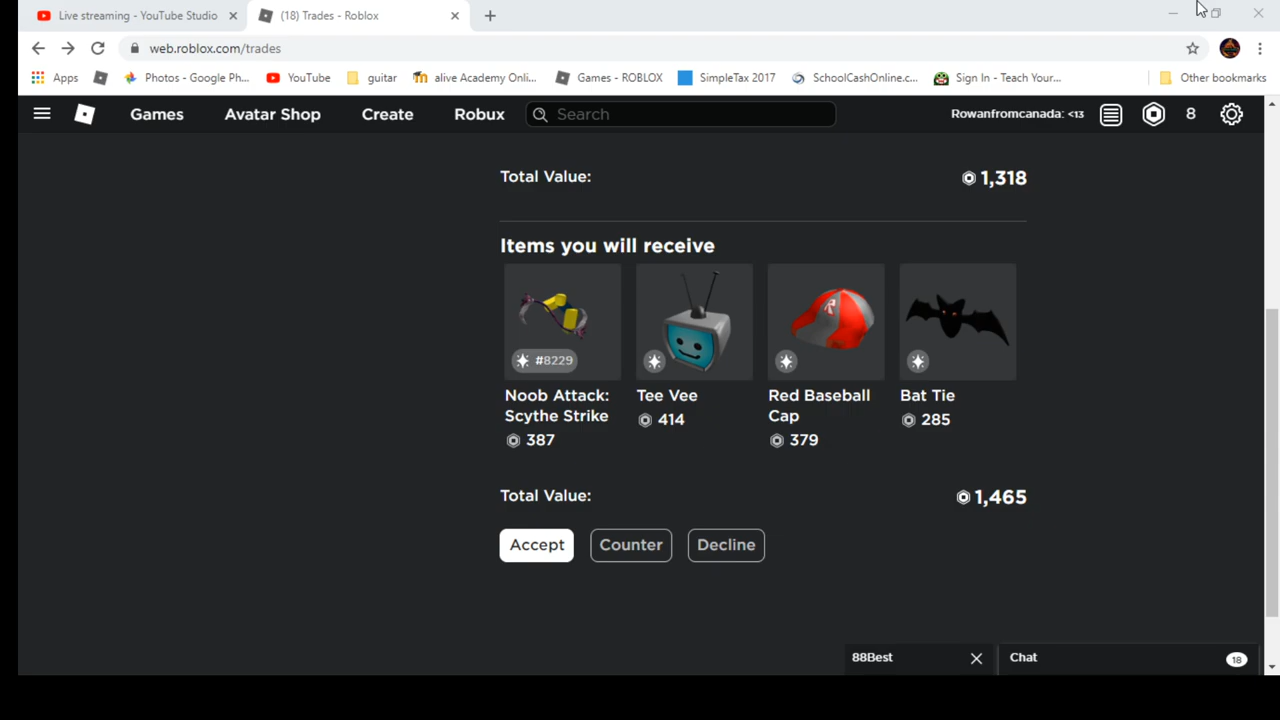 Live streaming - YouTube Studio
(18) Trades - Roblox
web.roblox.com/trades
Apps Photos - Google Ph... YouTube guitar alive Academy Onli... Games - ROBLOX SimpleTax 2017 SchoolCashOnline.c... Sign In - Teach Your... Other bookmarks
Games Avatar Shop Create Robux Search Rowanfromcanada: <13 8
Total Value: 1,318
Items you will receive
#8229
Noob Attack: Scythe Strike
387
Tee Vee
414
Red Baseball Cap
379
Bat Tie
285
Total Value: 1,465
Accept Counter Decline
88Best Chat 18